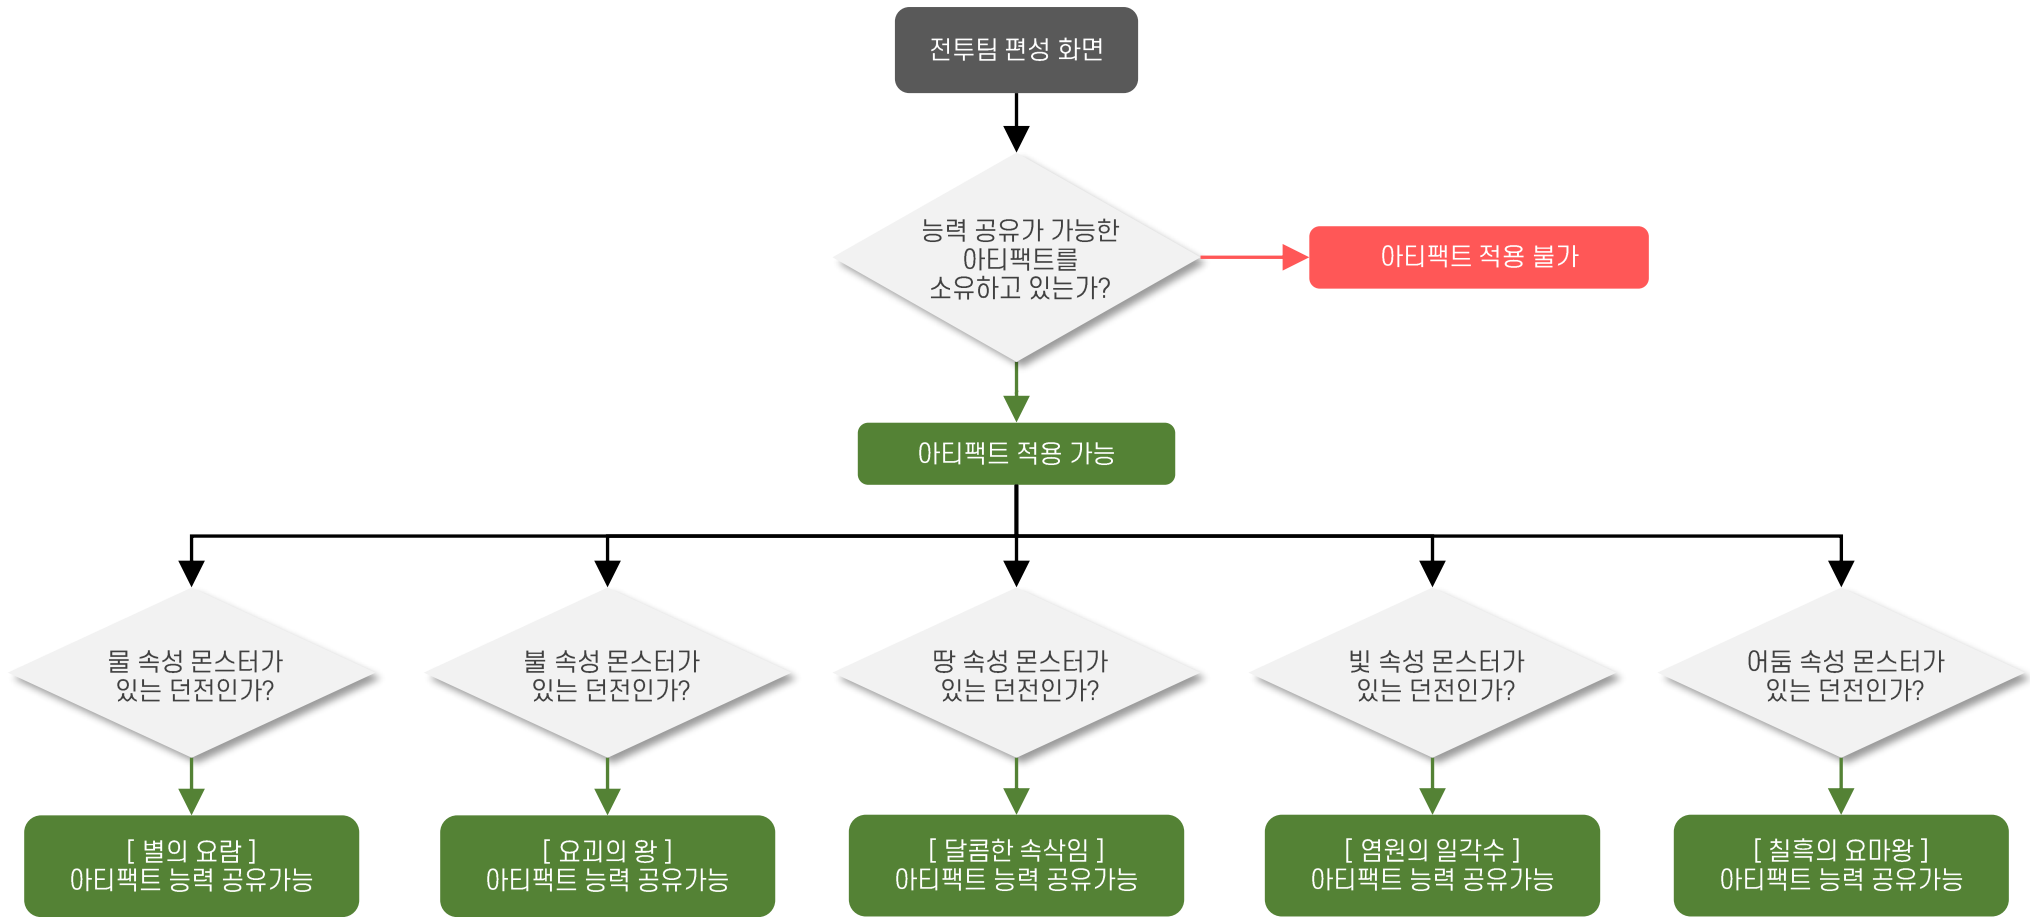 전투팀 편성 화면
능력 공유가 가능한
아티팩트를
소유하고 있는가?
아티팩트 적용 불가
아티팩트 적용 가능
물 속성 몬스터가
있는 던전인가?
불 속성 몬스터가
있는 던전인가?
땅 속성 몬스터가
있는 던전인가?
빛 속성 몬스터가
있는 던전인가?
어둠 속성 몬스터가
있는 던전인가?
[ 별의 요람 ]
아티팩트 능력 공유가능
[ 요괴의 왕 ]
아티팩트 능력 공유가능
[ 달콤한 속삭임 ]
아티팩트 능력 공유가능
[ 염원의 일각수 ]
아티팩트 능력 공유가능
[ 칠흑의 요마왕 ]
아티팩트 능력 공유가능